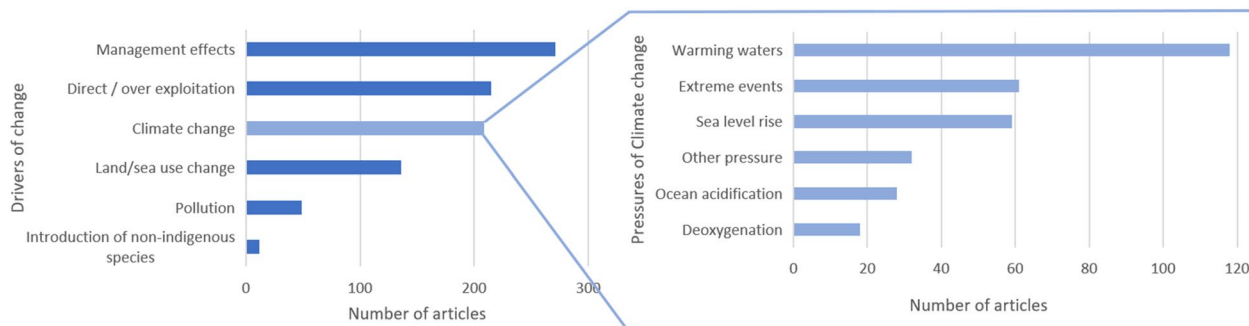 Drivers of change
Management effects
Direct / over exploitation
Climate change
Land/sea use change
Pollution
Introduction of non-indigenous
species
0
100
200
300
Number of articles
Pressures of Climate change
Warming waters
Extreme events
Sea level rise
Other pressure
Ocean acidification
Deoxygenation
0
20
40
60
80
100
120
Number of articles